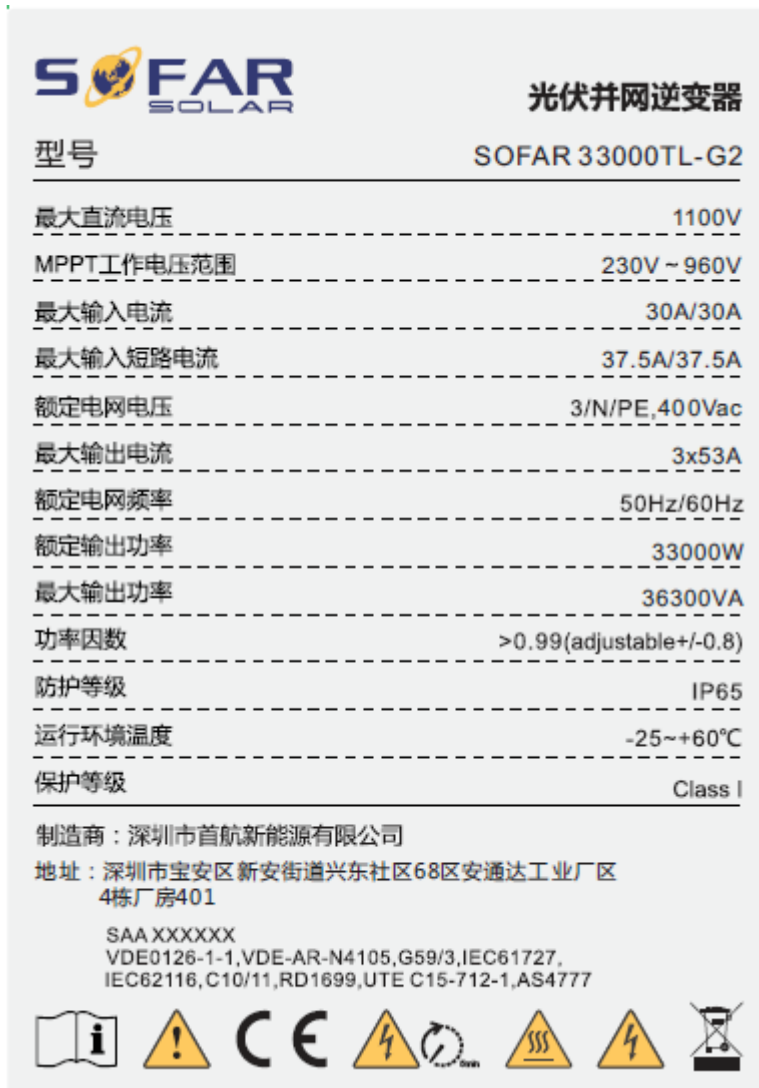 SOFAR
SOLAR
光伏并网逆变器
型号 SOFAR 33000TL-G2
最大直流电压 1100V
MPPT工作电压范围 230V~960V
最大输入电流 30A/30A
最大输入短路电流 37.5A/37.5A
额定电网电压 3/N/PE,400Vac
最大输出电流 3x53A
额定电网频率 50Hz/60Hz
额定输出功率 33000W
最大输出功率 36300VA
功率因数 >0.99(adjustable+/-0.8)
防护等级 IP65
运行环境温度 -25~+60℃
保护等级 Class I
制造商：深圳市首航新能源有限公司
地址：深圳市宝安区新安街道兴东社区68区安通达工业厂区
4栋厂房401
SAA XXXXXX
VDE0126-1-1,VDE-AR-N4105,G59/3,IEC61727,
IEC62116,C10/11,RD1699,UTE C15-712-1,AS4777
i ! CE